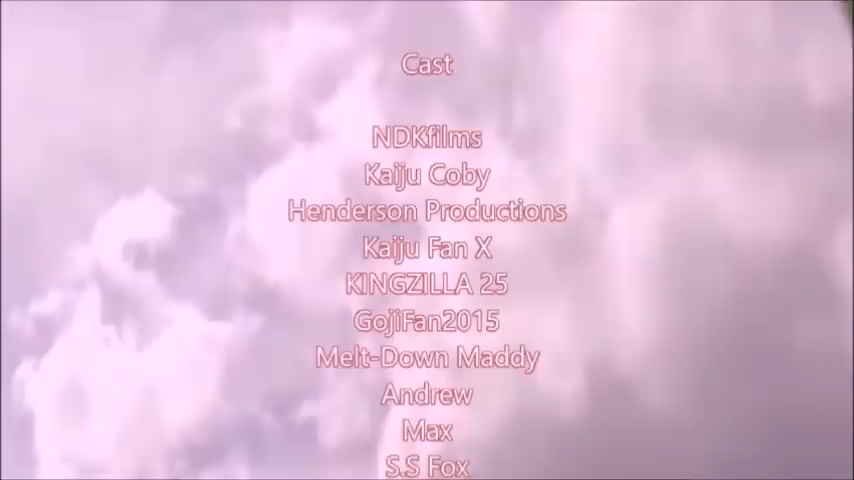 Cast
NDKfilms
Kaiju Coby
Henderson Productions
Kaiju Fan X
KINGZILLA 25
GojiFan2015
Melt-Down Maddy
Andrew
Max
S.S Fox